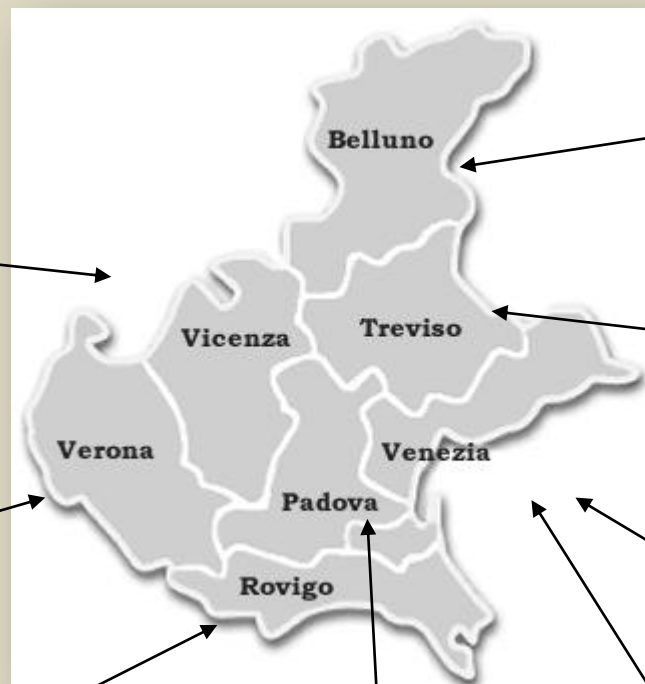 Belluno
Treviso
Vicenza
Verona
Venezia
Padova
Rovigo